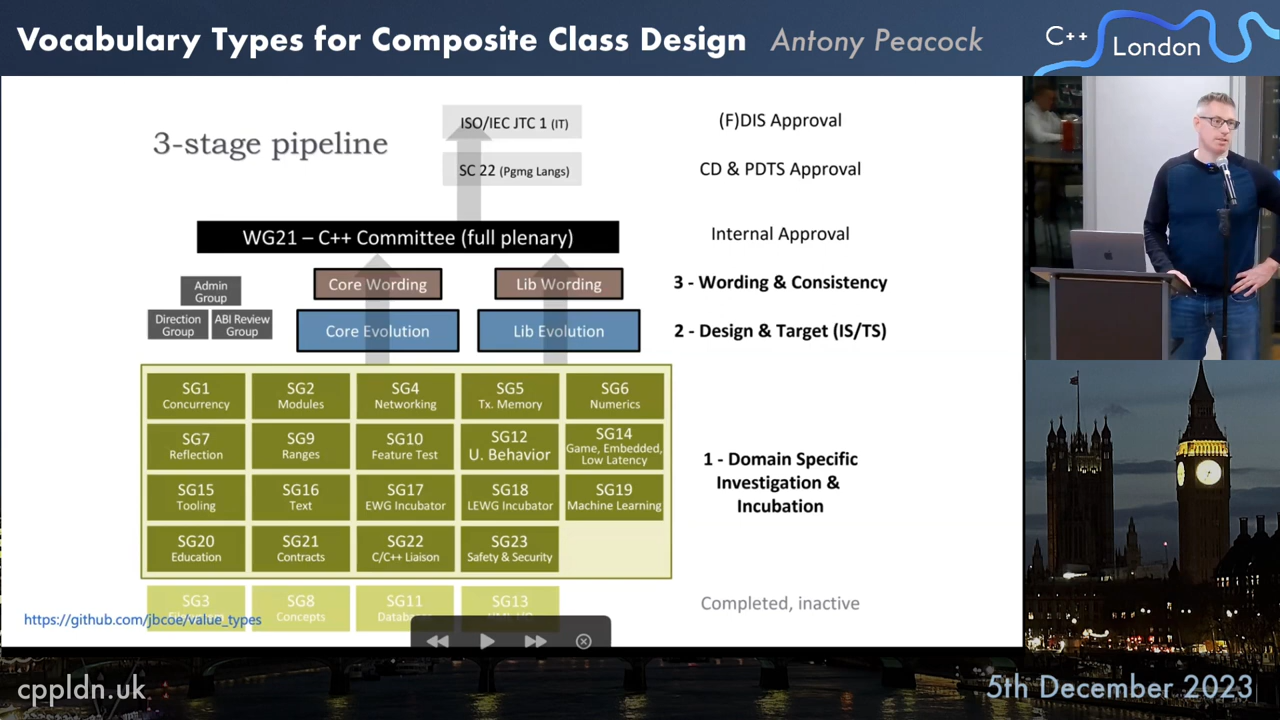 Vocabulary Types for Composite Class Design Antony Peacock
C++
London
3-stage pipeline
ISO/IEC JTC 1 (IT)
(F)DIS Approval
SC 22 (Pgmg Langs)
CD & PDTS Approval
WG21 – C++ Committee (full plenary)
Internal Approval
Admin
Group
Core Wording
Lib Wording
3 - Wording & Consistency
Direction
Group
ABI Review
Group
Core Evolution
Lib Evolution
2 - Design & Target (IS/TS)
SG1
Concurrency
SG2
Modules
SG4
Networking
SG5
Tx. Memory
SG6
Numerics
SG7
Reflection
SG9
Ranges
SG10
Feature Test
SG12
U. Behavior
SG14
Game, Embedded,
Low Latency
1 - Domain Specific
Investigation &
Incubation
SG15
Tooling
SG16
Text
SG17
EWG Incubator
SG18
LEWG Incubator
SG19
Machine Learning
SG20
Education
SG21
Contracts
SG22
C/C++ Liaison
SG23
Safety & Security
SG3
SG8
Concepts
SG11
SG13
Completed, inactive
https://github.com/jbcoe/value_types
cppldn.uk
5th December 2023